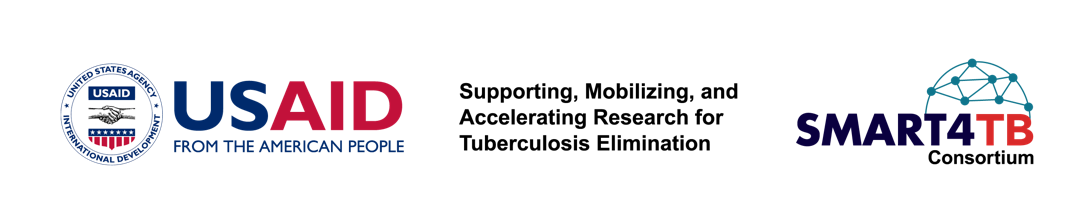 UNITED STATES AGENCY
USAID
INTERNATIONAL DEVELOPMENT
USAID
FROM THE AMERICAN PEOPLE
Supporting, Mobilizing, and
Accelerating Research for
Tuberculosis Elimination
SMART4TB
Consortium